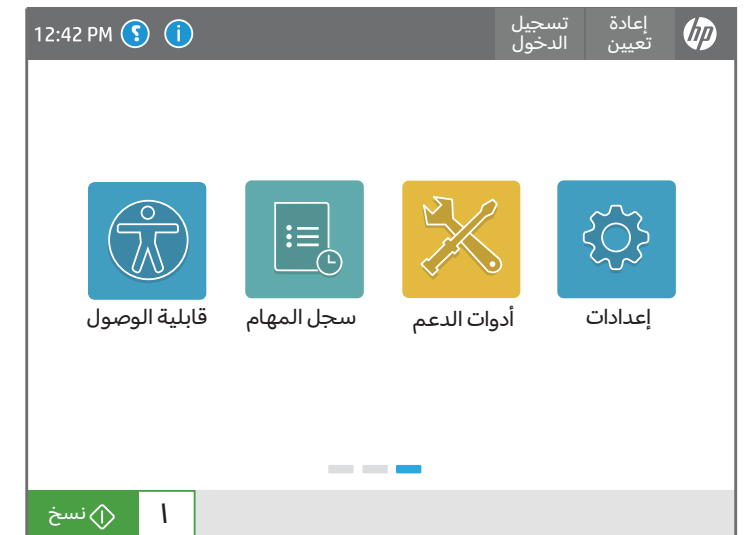 hp
إعادة
تعيين
تسجيل
الدخول
12:42 PM
إعدادات
أدوات الدعم
سجل المهام
قابلية الوصول
١
نسخ